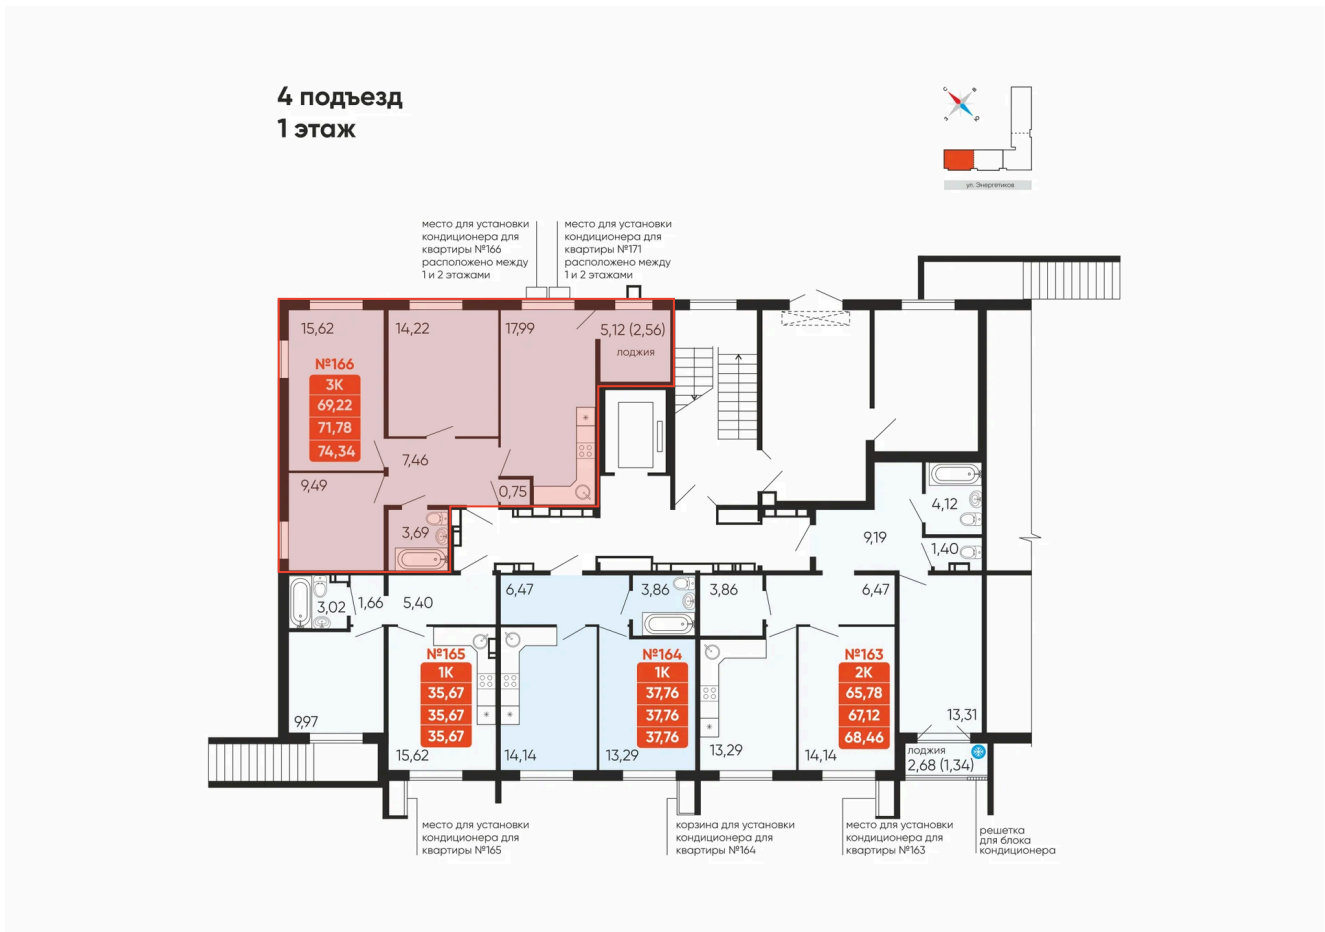 4 подъезд
1 этаж
С
В
З
Ю
ул. Энергетиков
место для установки
кондиционера для
квартиры №166
расположено между
1 и 2 этажами
место для установки
кондиционера для
квартиры №171
расположено между
1 и 2 этажами
15,62
14,22
17,99
5,12 (2,56)
лоджия
№166
3К
69,22
71,78
74,34
7,46
9,49
0,75
3,69
4,12
9,19
1,40
3,02
1,66
5,40
6,47
3,86
3,86
6,47
№165
1К
35,67
35,67
35,67
№164
1К
37,76
37,76
37,76
№163
2К
65,78
67,12
68,46
9,97
15,62
14,14
13,29
13,29
14,14
13,31
лоджия
2,68 (1,34)
место для установки
кондиционера для
квартиры №165
корзина для установки
кондиционера для
квартиры №164
место для установки
кондиционера для
квартиры №163
решетка
для блока
кондиционера